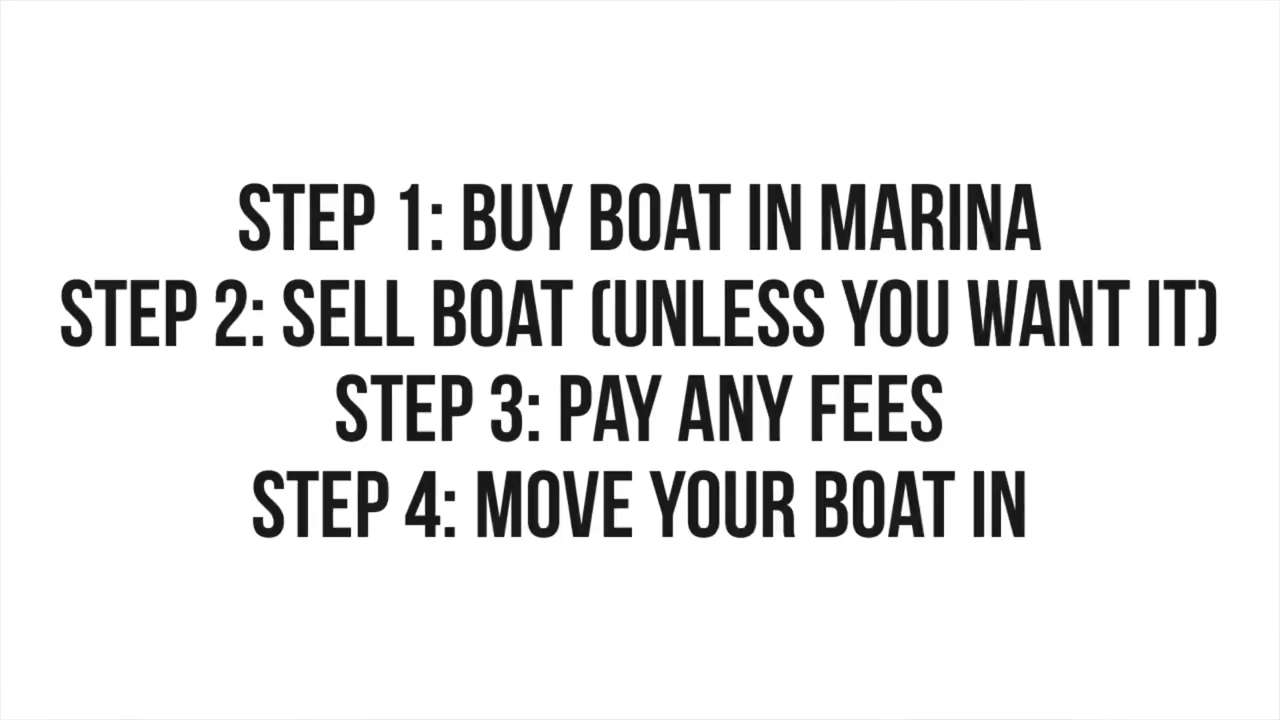 STEP 1: BUY BOAT IN MARINA
STEP 2: SELL BOAT (UNLESS YOU WANT IT)
STEP 3: PAY ANY FEES
STEP 4: MOVE YOUR BOAT IN